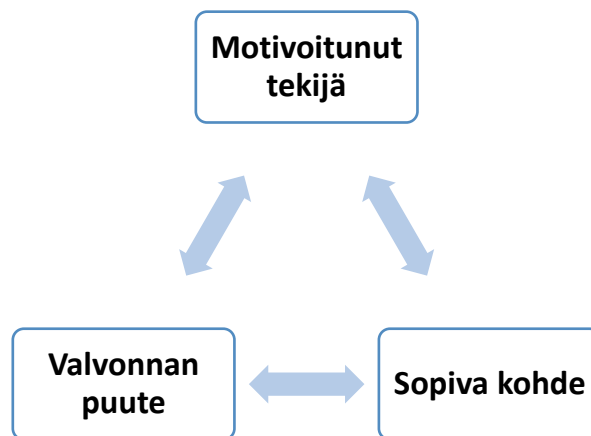 Motivoitunut
tekijä
Valvonnan
puute
Sopiva kohde